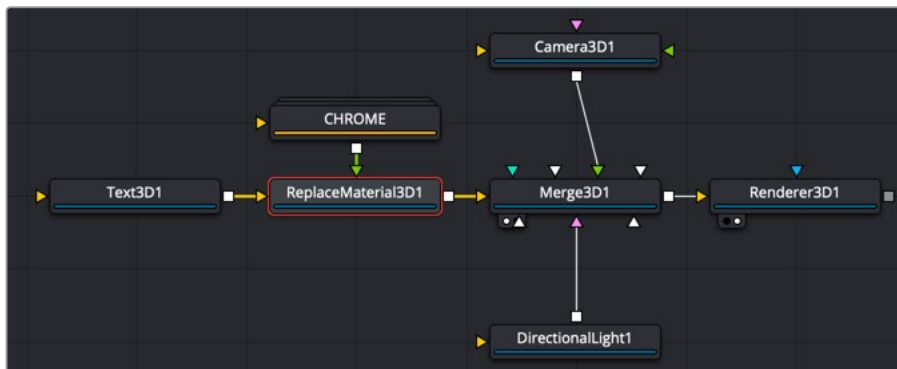 Camera3D1
CHROME
Text3D1
ReplaceMaterial3D1
Merge3D1
Renderer3D1
DirectionalLight1